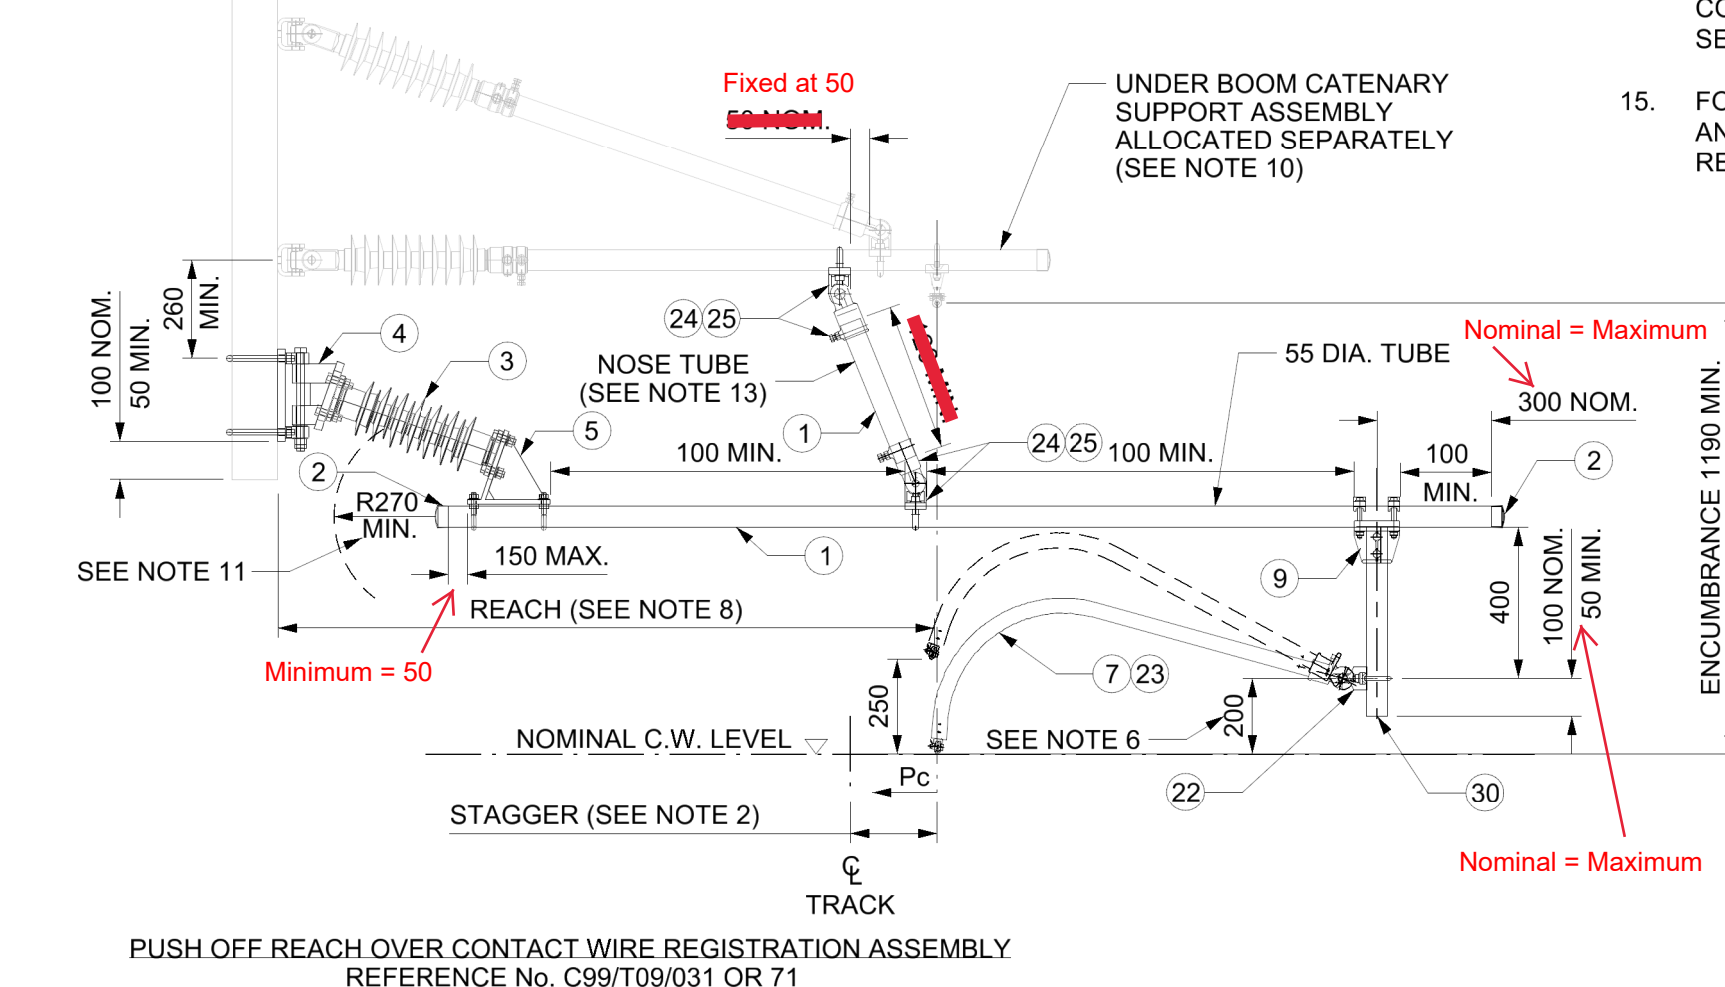 CO
SE
15.
FO
AN
RE
Fixed at 50
50 NOM.
UNDER BOOM CATENARY
SUPPORT ASSEMBLY
ALLOCATED SEPARATELY
(SEE NOTE 10)
260
MIN.
100 NOM.
50 MIN.
4
3
5
2
24 25
NOSE TUBE
(SEE NOTE 13)
1
100 MIN.
24 25
100 MIN.
55 DIA. TUBE
Nominal = Maximum
300 NOM.
100
MIN.
2
ENCUMBRANCE 1190 MIN.
R270
MIN.
SEE NOTE 11
150 MAX.
1
REACH (SEE NOTE 8)
Minimum = 50
9
400
100 NOM.
50 MIN.
7 23
250
200
NOMINAL C.W. LEVEL
SEE NOTE 6
Pc
22
30
STAGGER (SEE NOTE 2)
Nominal = Maximum
℄
TRACK
PUSH OFF REACH OVER CONTACT WIRE REGISTRATION ASSEMBLY
REFERENCE No. C99/T09/031 OR 71